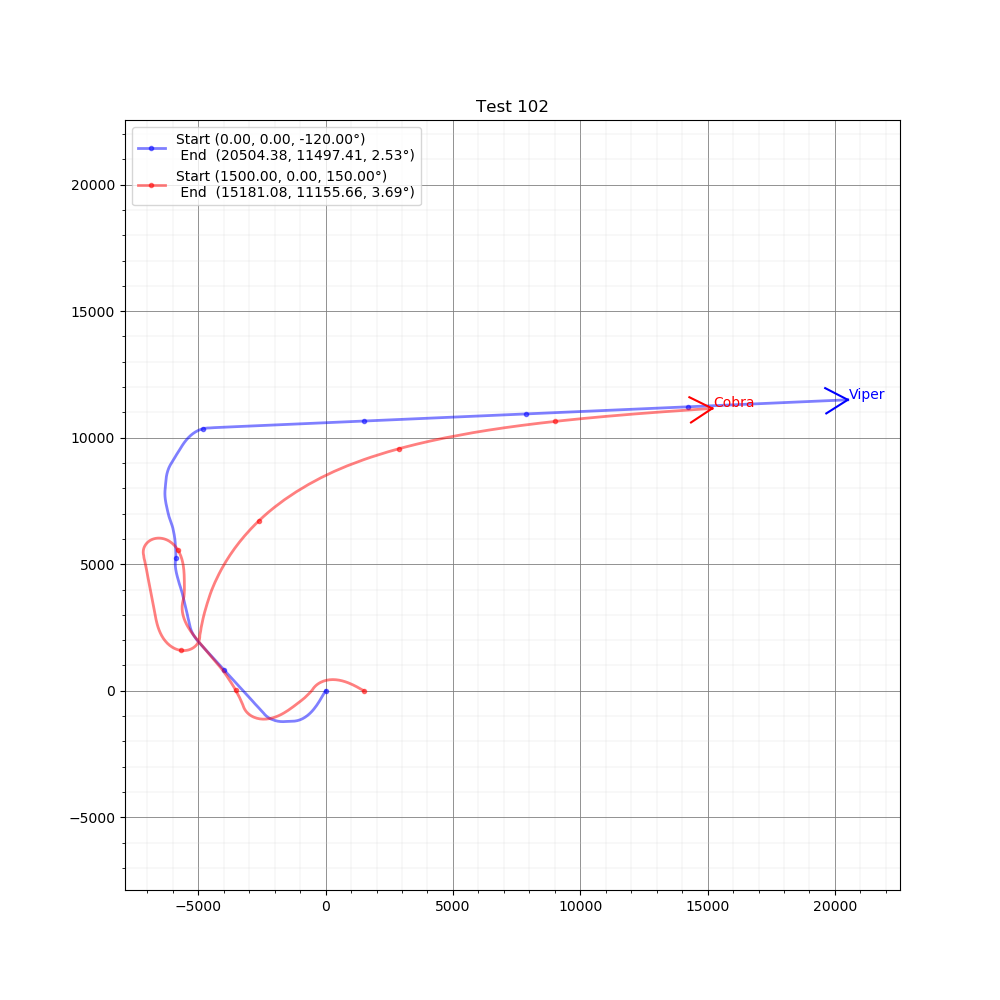 Test 102
Start (0.00, 0.00, -120.00°)
End (20504.38, 11497.41, 2.53°)
Start (1500.00, 0.00, 150.00°)
End (15181.08, 11155.66, 3.69°)
20000
15000
10000
5000
0
−5000
Viper
Cobra
−5000 0 5000 10000 15000 20000